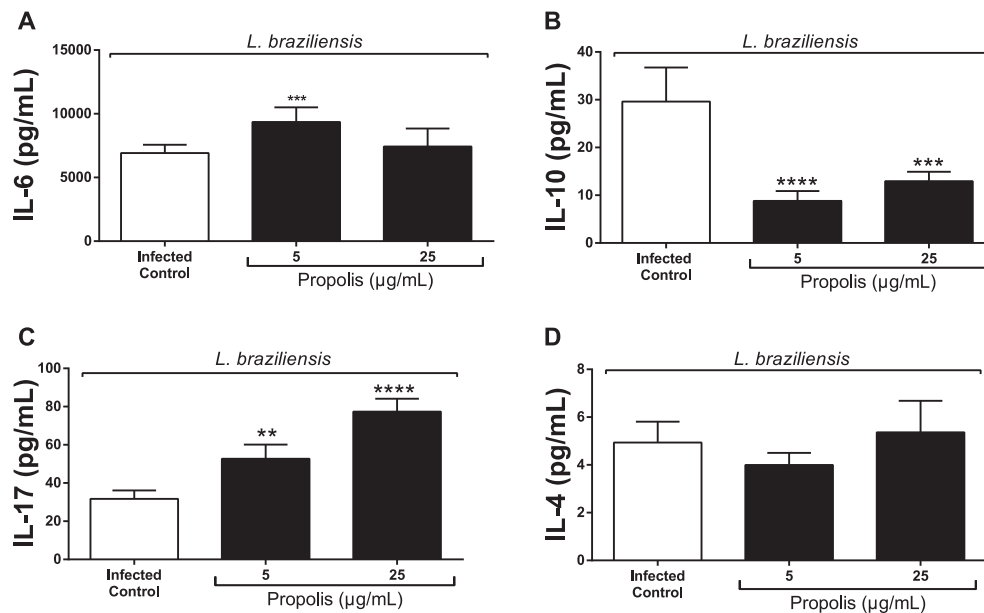 A
L. braziliensis
IL-6 (pg/mL)
15000
10000
5000
0
***
Infected
Control
5
25
Propolis (µg/mL)
B
L. braziliensis
IL-10 (pg/mL)
40
30
20
10
0
****
***
Infected
Control
5
25
Propolis (µg/mL)
C
L. braziliensis
IL-17 (pg/mL)
100
80
60
40
20
0
**
****
Infected
Control
5
25
Propolis (µg/mL)
D
L. braziliensis
IL-4 (pg/mL)
8
6
4
2
0
Infected
Control
5
25
Propolis (µg/mL)